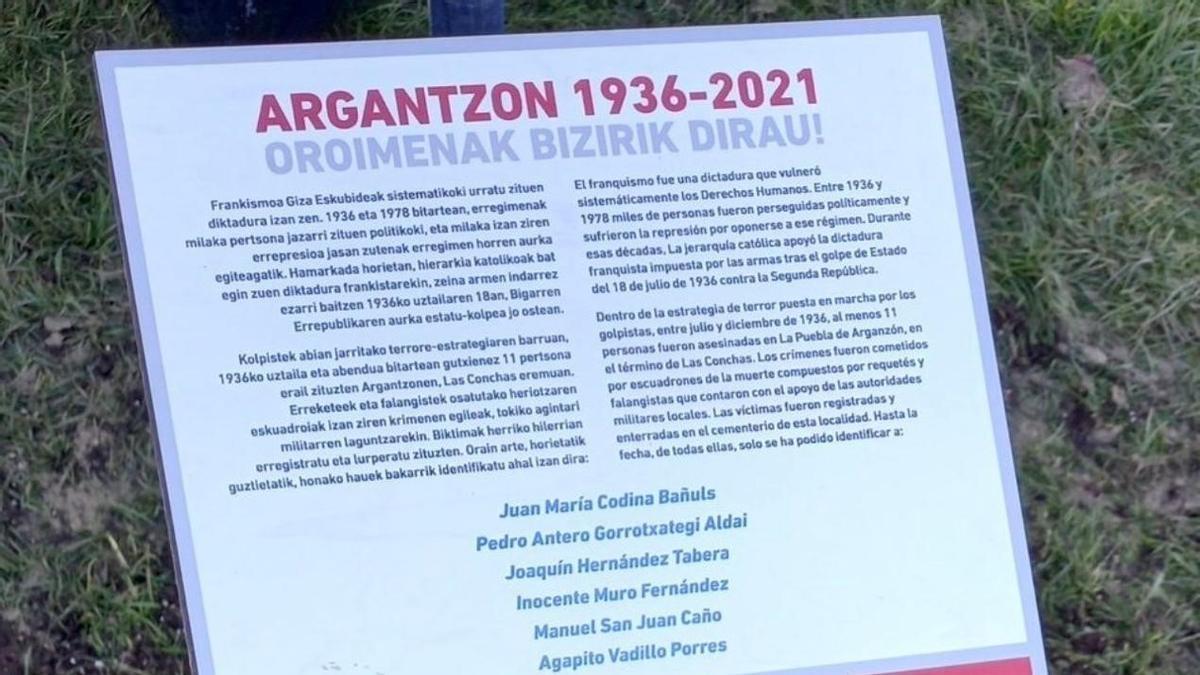 ARGANTZON 1936-2021
OROIMENAK BIZIRIK DIRAU!
Frankismoa Giza Eskubideak sistematikoki urratu zituen
diktadura izan zen. 1936 eta 1978 bitartean, erregimenak
milaka pertsona jazarri zituen politikoki, eta milaka izan ziren
errepresioa jasan zutenak erregimen horren aurka
egiteagatik. Hamarkada horietan, hierarkia katolikoak bat
egin zuen diktadura frankistarekin, zeina armen indarrez
ezarri baitzen 1936ko uztailaren 18an, Bigarren
Errepublikaren aurka estatu-kolpea jo ostean.
Kolpistek abian jarritako terrore-estrategiaren barruan,
1936ko uztaila eta abendua bitartean gutxienez 11 pertsona
erail zituzten Argantzonen, Las Conchas eremuan.
Erreketeek eta falangistek osatutako heriotzaren
eskuadroiak izan ziren krimenen egileak, tokiko agintari
militarren laguntzarekin. Biktimak herriko hilerrian
erregistratu eta lurperatu zituzten. Orain arte, horietatik
guztietatik, honako hauek bakarrik identifikatu ahal izan dira:
El franquismo fue una dictadura que vulneró
sistemáticamente los Derechos Humanos. Entre 1936 y
1978 miles de personas fueron perseguidas políticamente y
sufrieron la represión por oponerse a ese régimen. Durante
esas décadas, La jerarquía católica apoyó la dictadura
franquista impuesta por las armas tras el golpe de Estado
del 18 de julio de 1936 contra la Segunda República.
Dentro de la estrategia de terror puesta en marcha por los
golpistas, entre julio y diciembre de 1936, al menos 11
personas fueron asesinadas en La Puebla de Arganzón, en
el término de Las Conchas. Los crímenes fueron cometidos
por escuadrones de la muerte compuestos por requetés y
falangistas que contaron con el apoyo de las autoridades
militares locales. Las víctimas fueron registradas y
enterradas en el cementerio de esta localidad. Hasta la
fecha, de todas ellas, solo se ha podido identificar a:
Juan María Codina Bañuls
Pedro Antero Gorrotxategi Aldai
Joaquín Hernández Tabera
Inocente Muro Fernández
Manuel San Juan Caño
Agapito Vadillo Porres